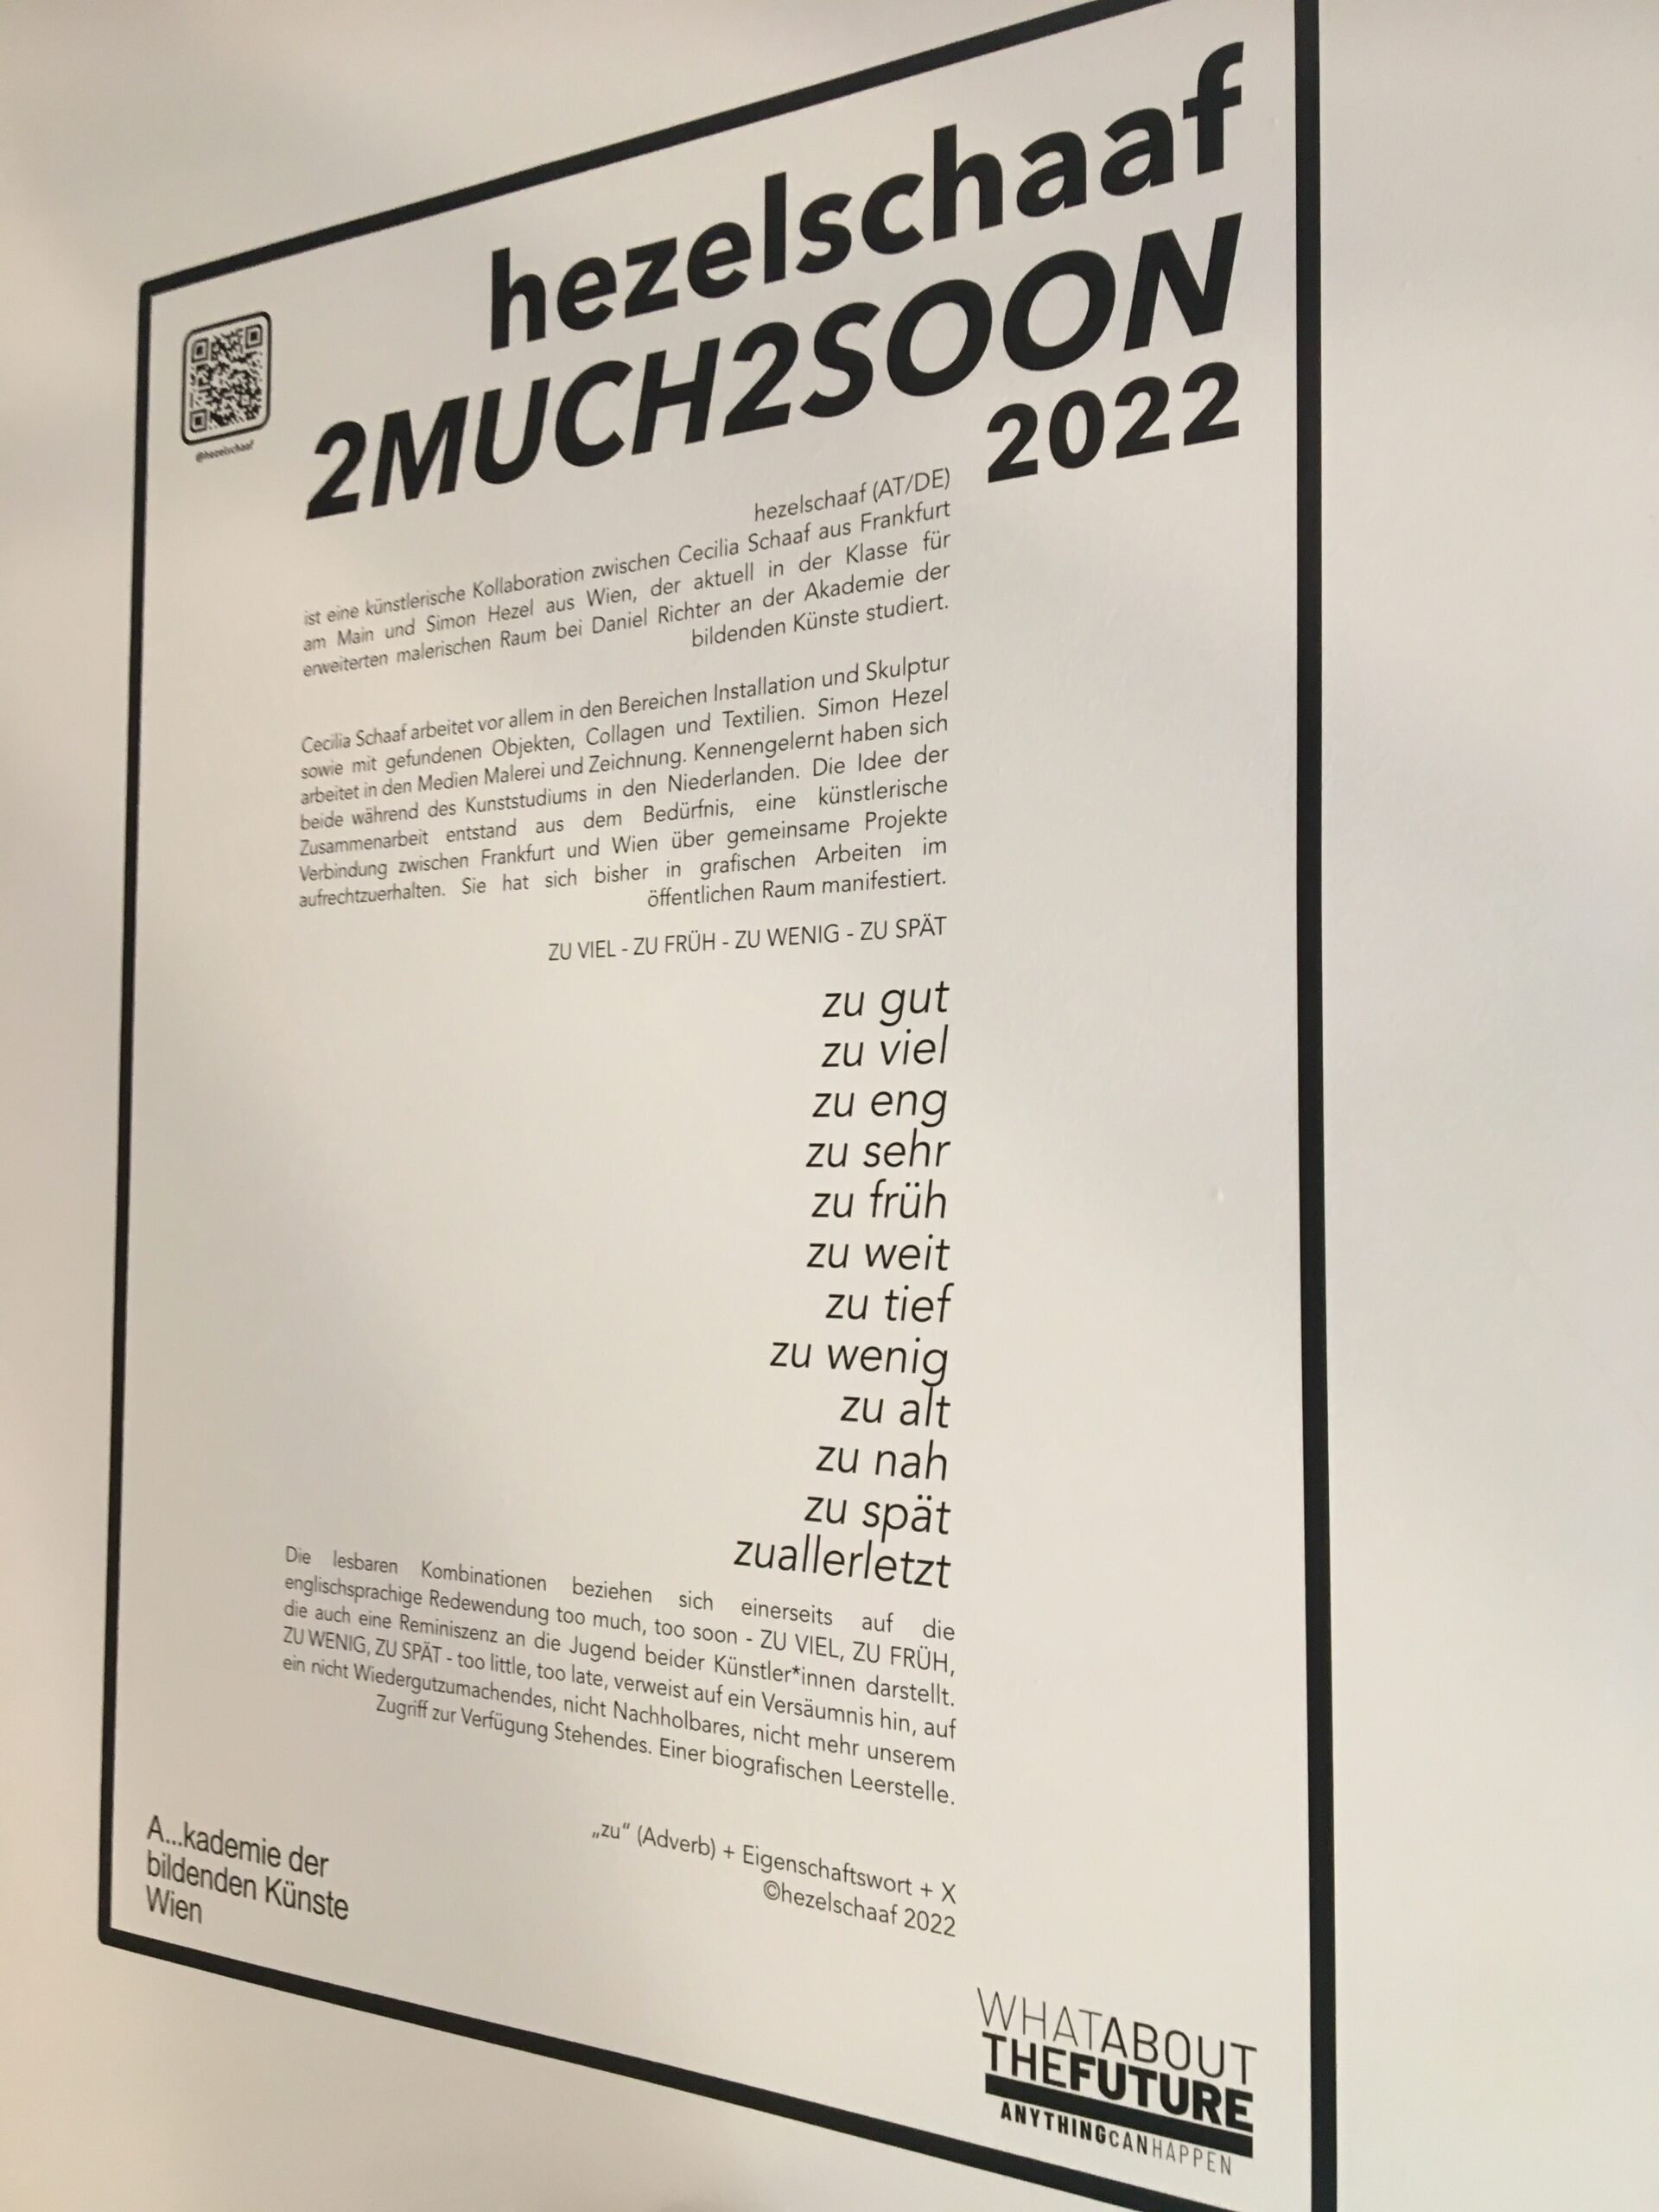 hezelschaaf
2MUCH2SOON
2022
@hezelschaaf
hezelschaaf (AT/DE)
ist eine künstlerische Kollaboration zwischen Cecilia Schaaf aus Frankfurt
am Main und Simon Hezel aus Wien, der aktuell in der Klasse für
erweiterten malerischen Raum bei Daniel Richter an der Akademie der
bildenden Künste studiert.
Cecilia Schaaf arbeitet vor allem in den Bereichen Installation und Skulptur
sowie mit gefundenen Objekten, Collagen und Textilien. Simon Hezel
arbeitet in den Medien Malerei und Zeichnung. Kennengelernt haben sich
beide während des Kunststudiums in den Niederlanden. Die Idee der
Zusammenarbeit entstand aus dem Bedürfnis, eine künstlerische
Verbindung zwischen Frankfurt und Wien über gemeinsame Projekte
aufrechtzuerhalten. Sie hat sich bisher in grafischen Arbeiten im
öffentlichen Raum manifestiert.
ZU VIEL - ZU FRÜH - ZU WENIG - ZU SPÄT
zu gut
zu viel
zu eng
zu sehr
zu früh
zu weit
zu tief
zu wenig
zu alt
zu nah
zu spät
zuallerletzt
Die lesbaren Kombinationen beziehen sich einerseits auf die
englischsprachige Redewendung too much, too soon - ZU VIEL, ZU FRÜH,
die auch eine Reminiszenz an die Jugend beider Künstler*innen darstellt.
ZU WENIG, ZU SPÄT - too little, too late, verweist auf ein Versäumnis hin, auf
ein nicht Wiedergutzumachendes, nicht Nachholbares, nicht mehr unserem
Zugriff zur Verfügung Stehendes. Einer biografischen Leerstelle.
„zu“ (Adverb) + Eigenschaftswort + X
©hezelschaaf 2022
A...kademie der
bildenden Künste
Wien
WHATABOUT
THEFUTURE
ANYTHINGCANHAPPEN